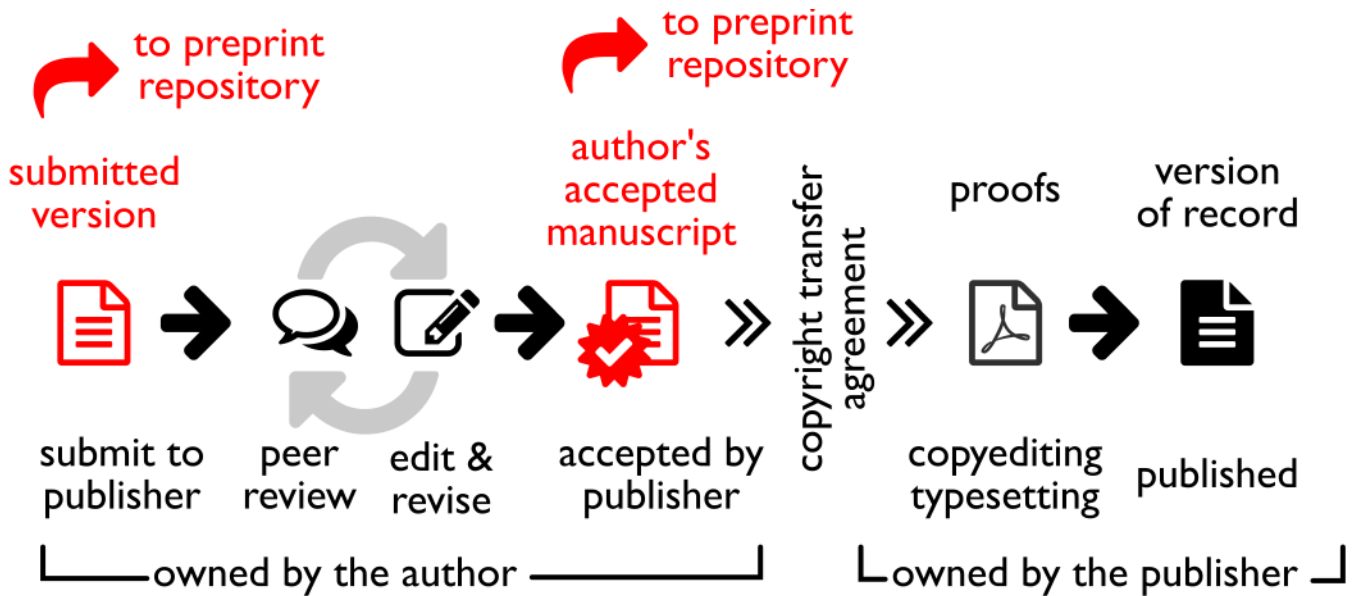 to preprint
repository
to preprint
repository
submitted
version
author's
accepted
manuscript
copyright transfer
agreement
proofs
version
of record
submit to
publisher
peer
review
edit &
revise
accepted by
publisher
copyediting
typesetting
published
owned by the author
owned by the publisher